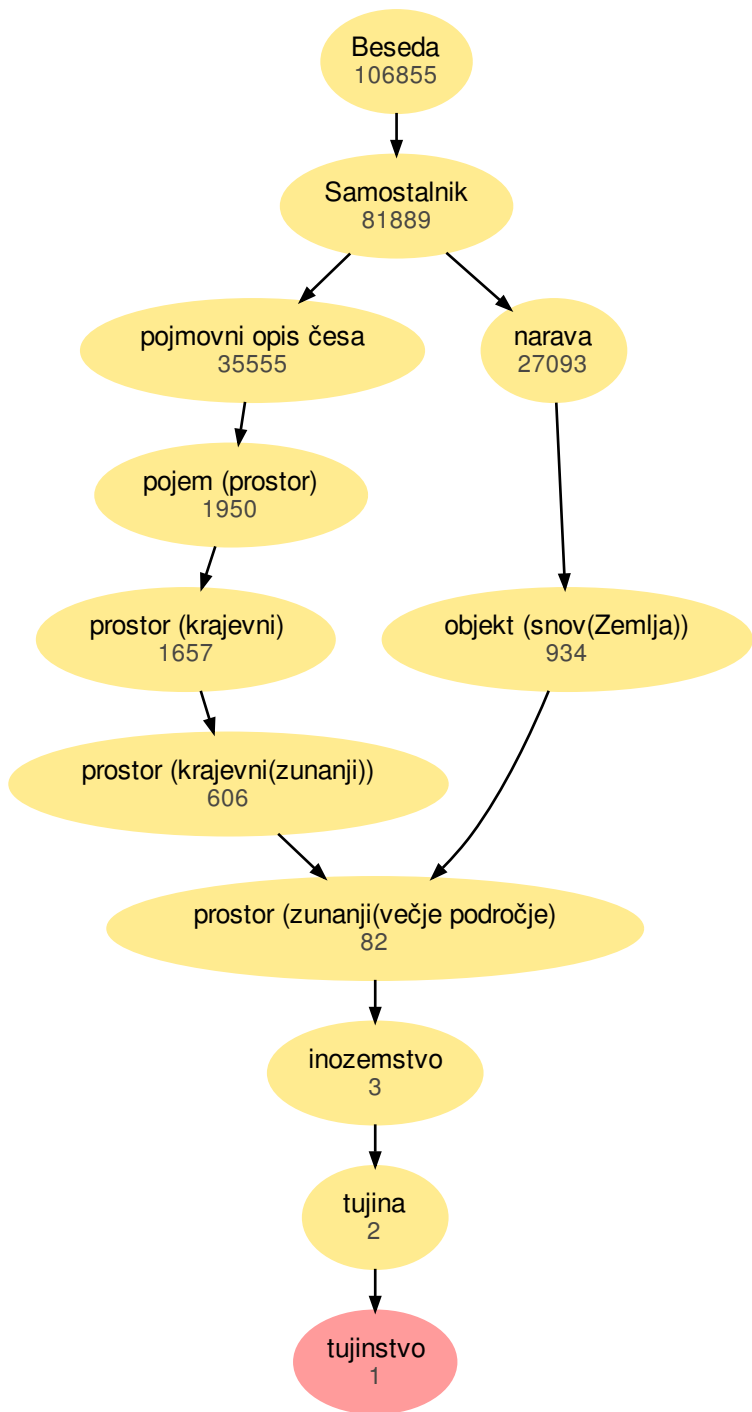 Beseda
106855
Samostalnik
81889
pojmovni opis česa
35555
narava
27093
pojem (prostor)
1950
prostor (krajevni)
1657
objekt (snov(Zemlja))
934
prostor (krajevni(zunanji))
606
prostor (zunanji(večje področje)
82
inozemstvo
3
tujina
2
tujinstvo
1